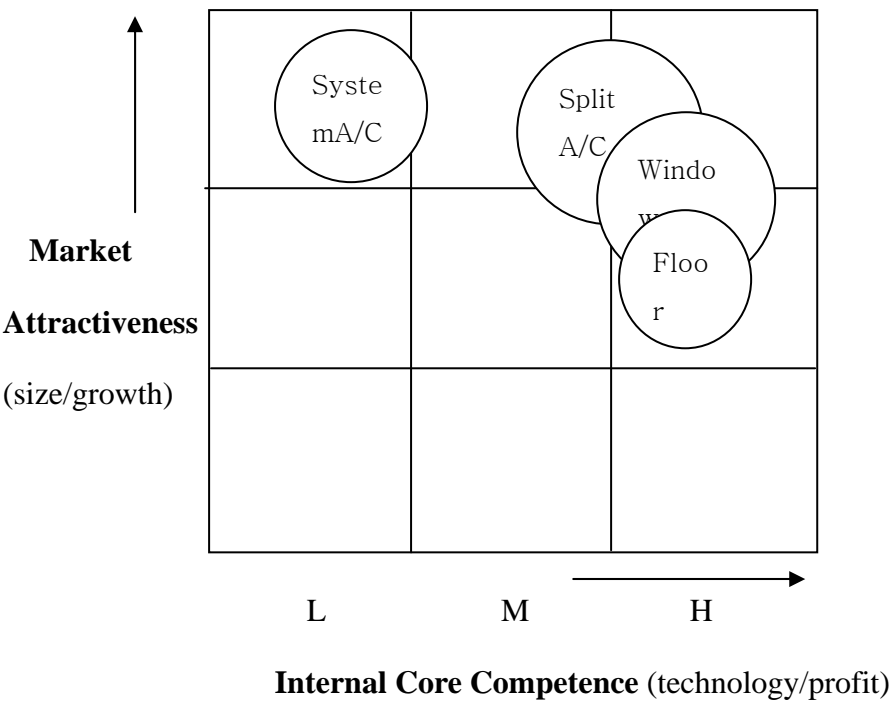 Syste
mA/C
Split
A/C
Windo
w
Floo
r
Market
Attractiveness
(size/growth)
L M H
Internal Core Competence (technology/profit)